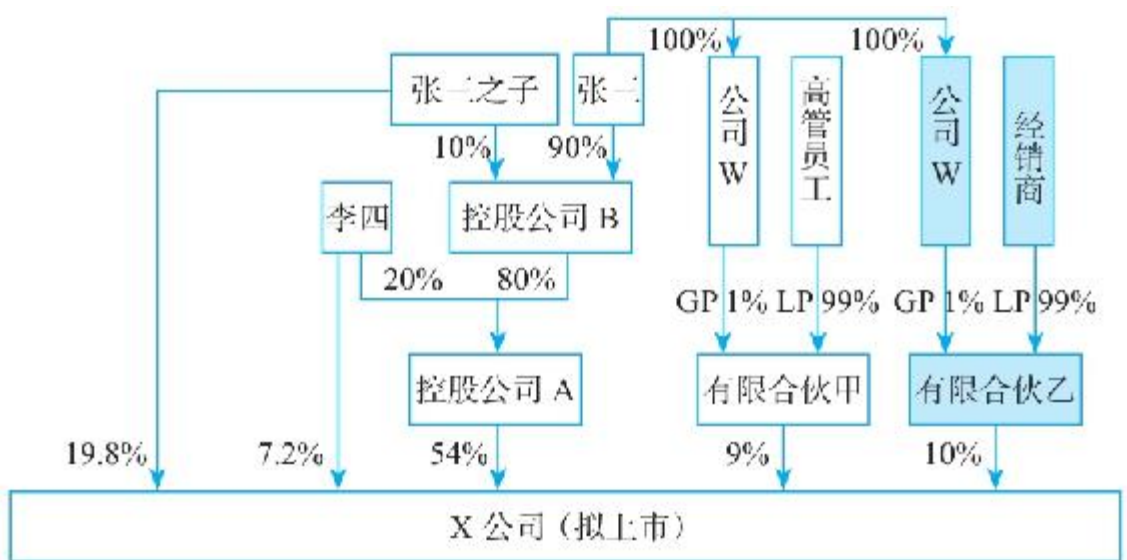 100%
100%
张三之子
张三
公司W
高管员工
公司W
经销商
10%
90%
李四
控股公司 B
20%
80%
GP 1%
LP 99%
GP 1%
LP 99%
控股公司 A
有限合伙甲
有限合伙乙
19.8%
7.2%
54%
9%
10%
X 公司（拟上市）